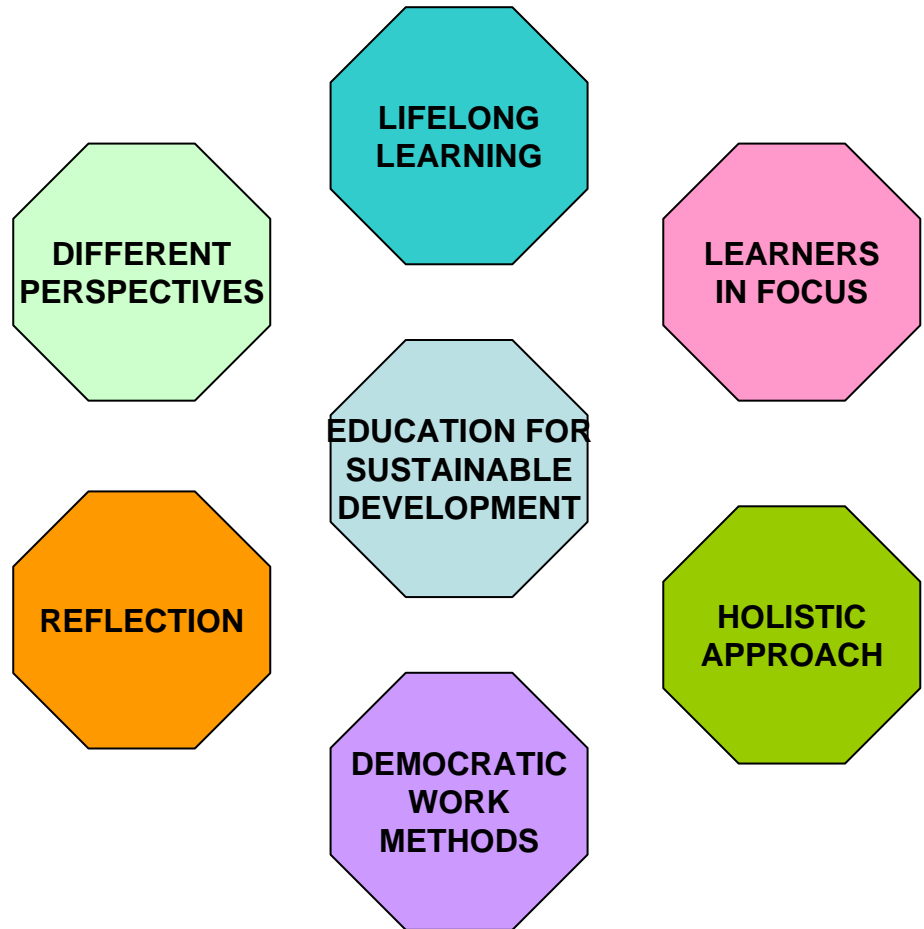 LIFELONG
LEARNING
DIFFERENT
PERSPECTIVES
LEARNERS
IN FOCUS
EDUCATION FOR
SUSTAINABLE
DEVELOPMENT
REFLECTION
HOLISTIC
APPROACH
DEMOCRATIC
WORK
METHODS